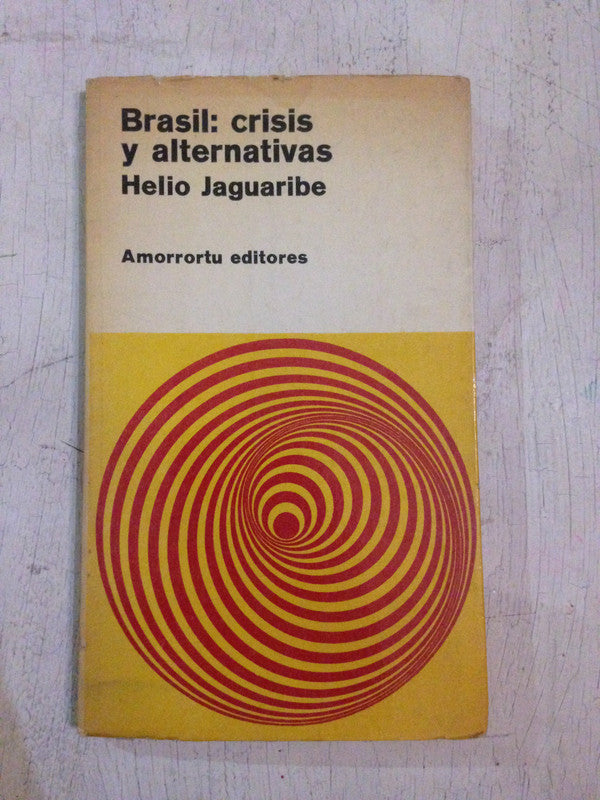 Brasil: crisis
y alternativas
Helio Jaguaribe
Amorrortu editores